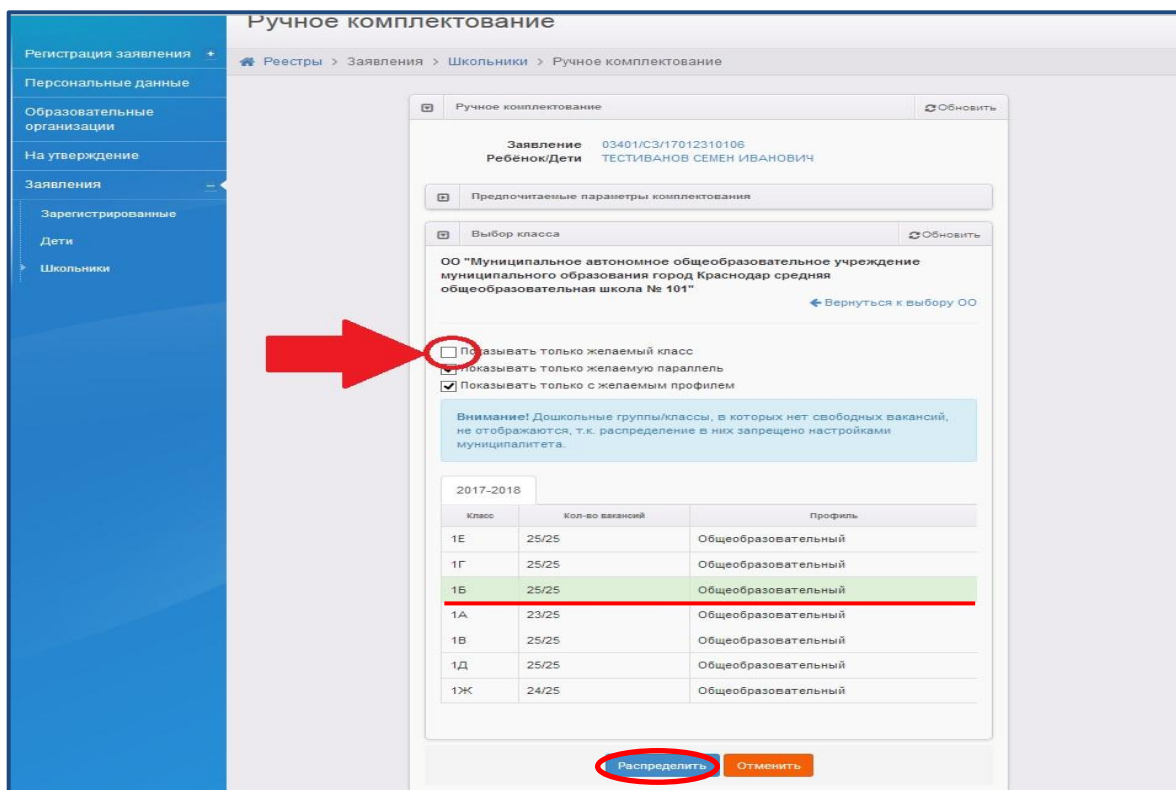 Ручное комплектование
Регистрация заявления
Персональные данные
Образовательные
организации
На утверждение
Заявления
Зарегистрированные
Дети
Школьники
Реестры > Заявления > Школьники > Ручное комплектование
Ручное комплектование
Обновить
Заявление 03401/СЗ/17012310106
Ребёнок/Дети ТЕСТИВАНОВ СЕМЕН ИВАНОВИЧ
Предпочитаемые параметры комплектования
Выбор класса
Обновить
ОО "Муниципальное автономное общеобразовательное учреждение
муниципального образования город Краснодар средняя
общеобразовательная школа № 101"
Вернуться к выбору ОО
Показывать только желаемый класс
Показывать только желаемую параллель
Показывать только с желаемым профилем
Внимание! Дошкольные группы/классы, в которых нет свободных вакансий,
не отображаются, т.к. распределение в них запрещено настройками
муниципалитета.
2017-2018
Класс Кол-во вакансий Профиль
1Е 25/25 Общеобразовательный
1Г 25/25 Общеобразовательный
1Б 25/25 Общеобразовательный
1А 23/25 Общеобразовательный
1В 25/25 Общеобразовательный
1Д 25/25 Общеобразовательный
1Ж 24/25 Общеобразовательный
Распределить Отменить